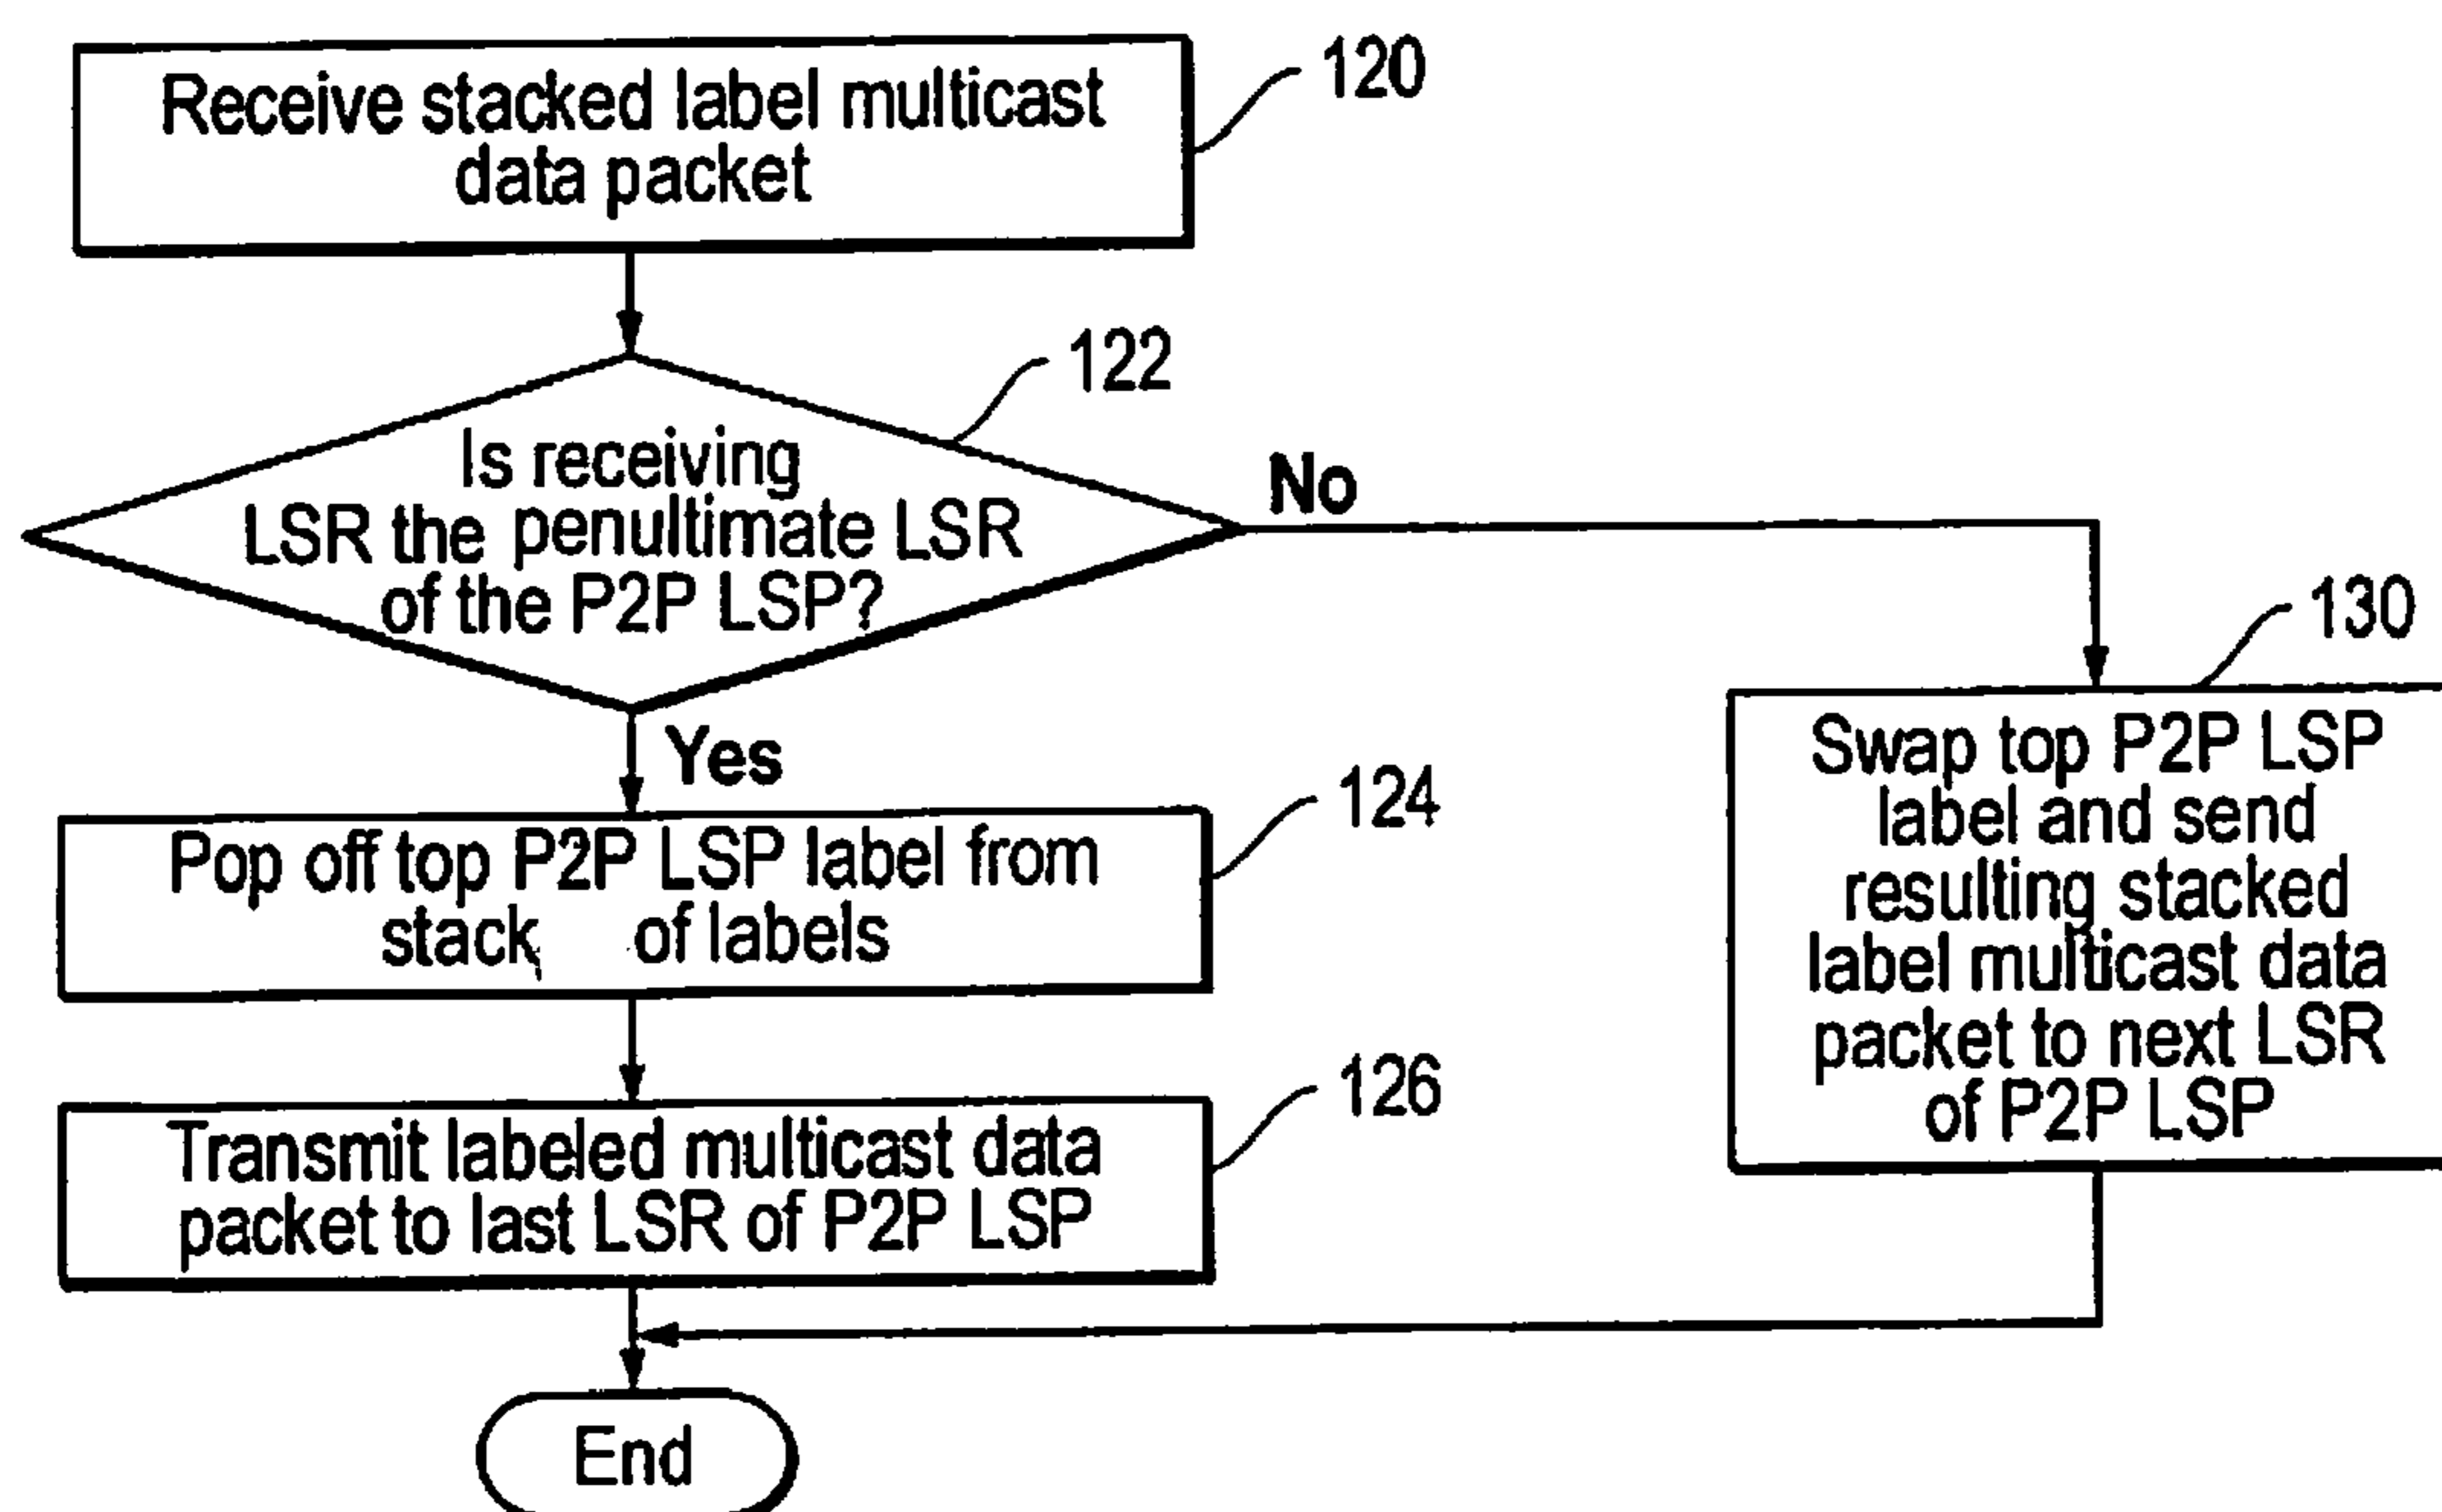 Receive stacked label multicast
data packet
120
122
Is receiving
LSR the penultimate LSR
of the P2P LSP?
No
Yes
130
Swap top P2P LSP
label and send
resulting stacked
label multicast data
packet to next LSR
of P2P LSP
124
Pop off top P2P LSP label from
stack of labels
126
Transmit labeled multicast data
packet to last LSR of P2P LSP
End